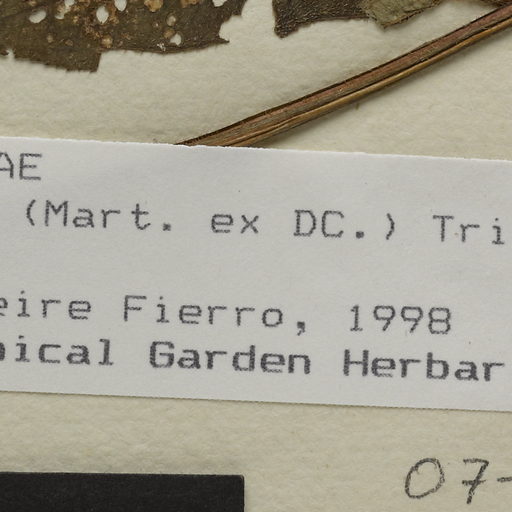 AE
(Mart. ex DC.) Tri
eire Fierro, 1998
pical Garden Herbar
07-